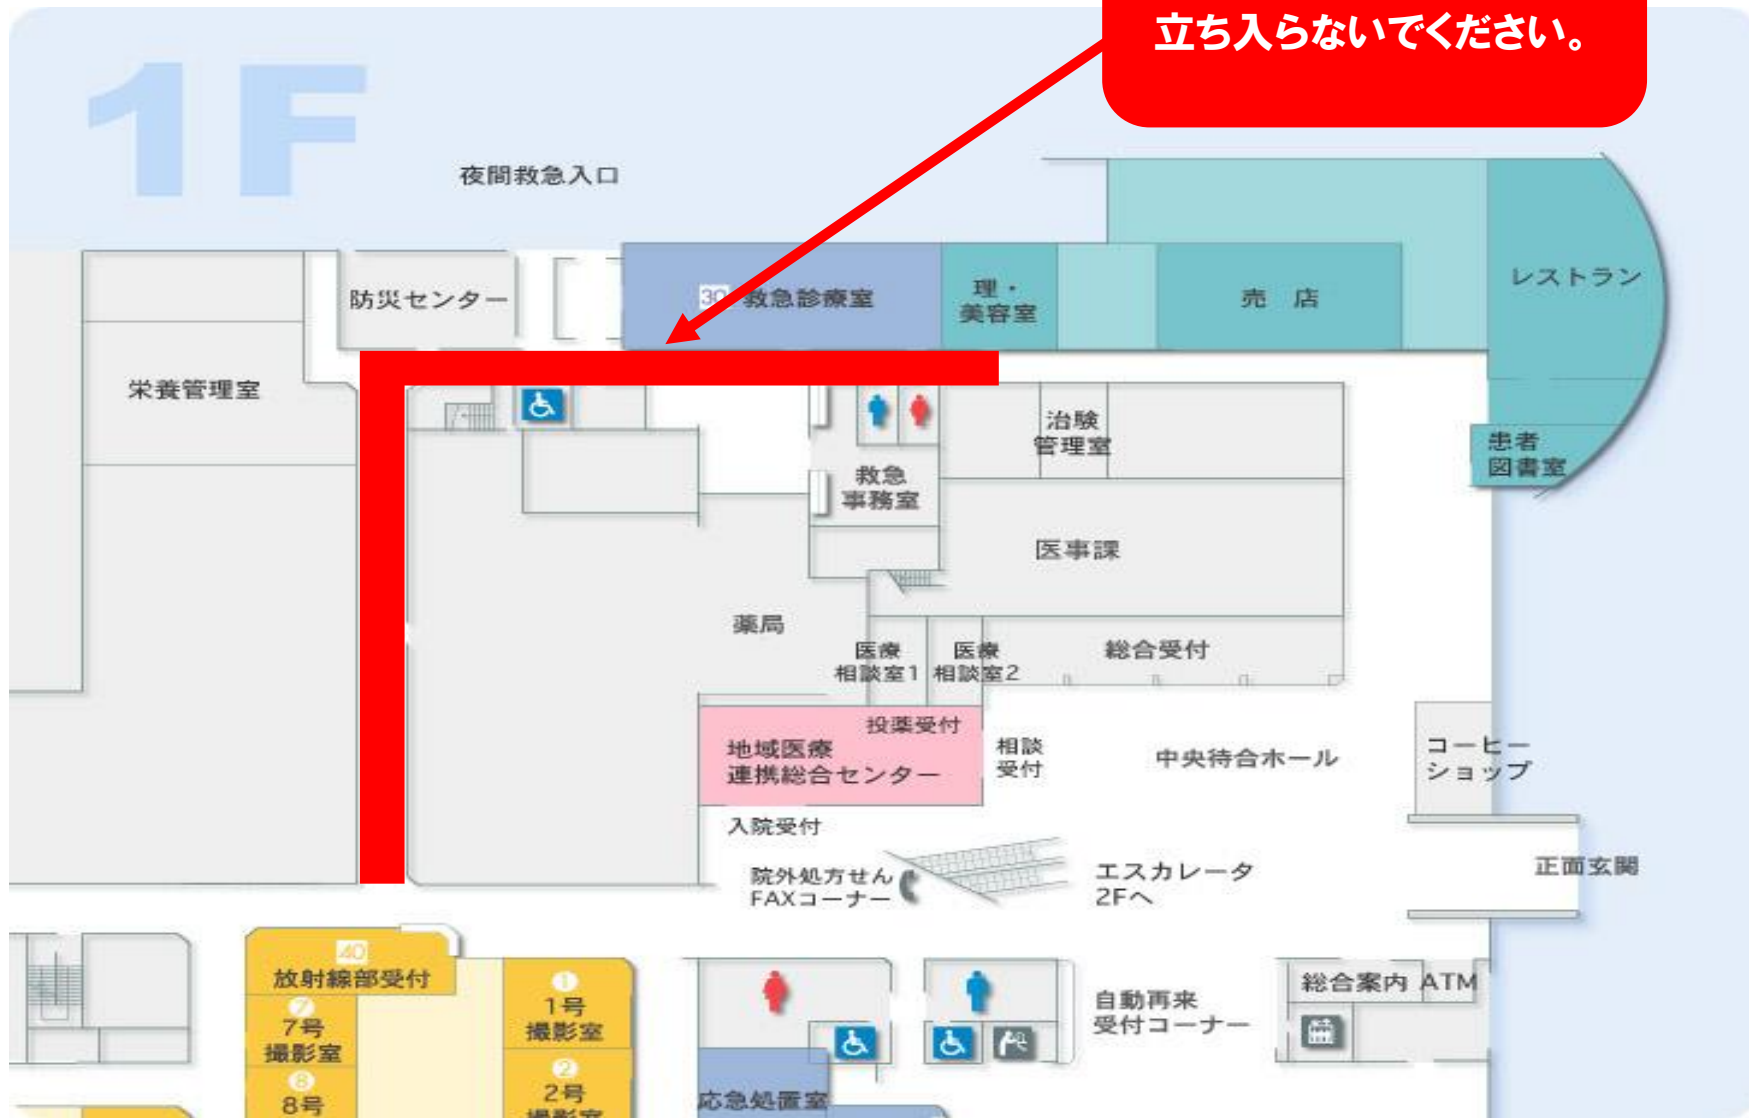 立ち入らないでください。
1F
夜間救急入口
防災センター
30 救急診療室
理・
美容室
売 店
レストラン
栄養管理室
治験
管理室
患者
図書室
救急
事務室
医事課
薬局
医療
相談室1
医療
相談室2
総合受付
投薬受付
地域医療
連携総合センター
相談
受付
中央待合ホール
コーヒー
ショップ
入院受付
院外処方せん
FAXコーナー
エスカレータ
2Fへ
正面玄関
40
放射線部受付
7
7号
撮影室
8
8号
1
1号
撮影室
2
2号
撮影室
自動再来
受付コーナー
総合案内
ATM
応急処置室